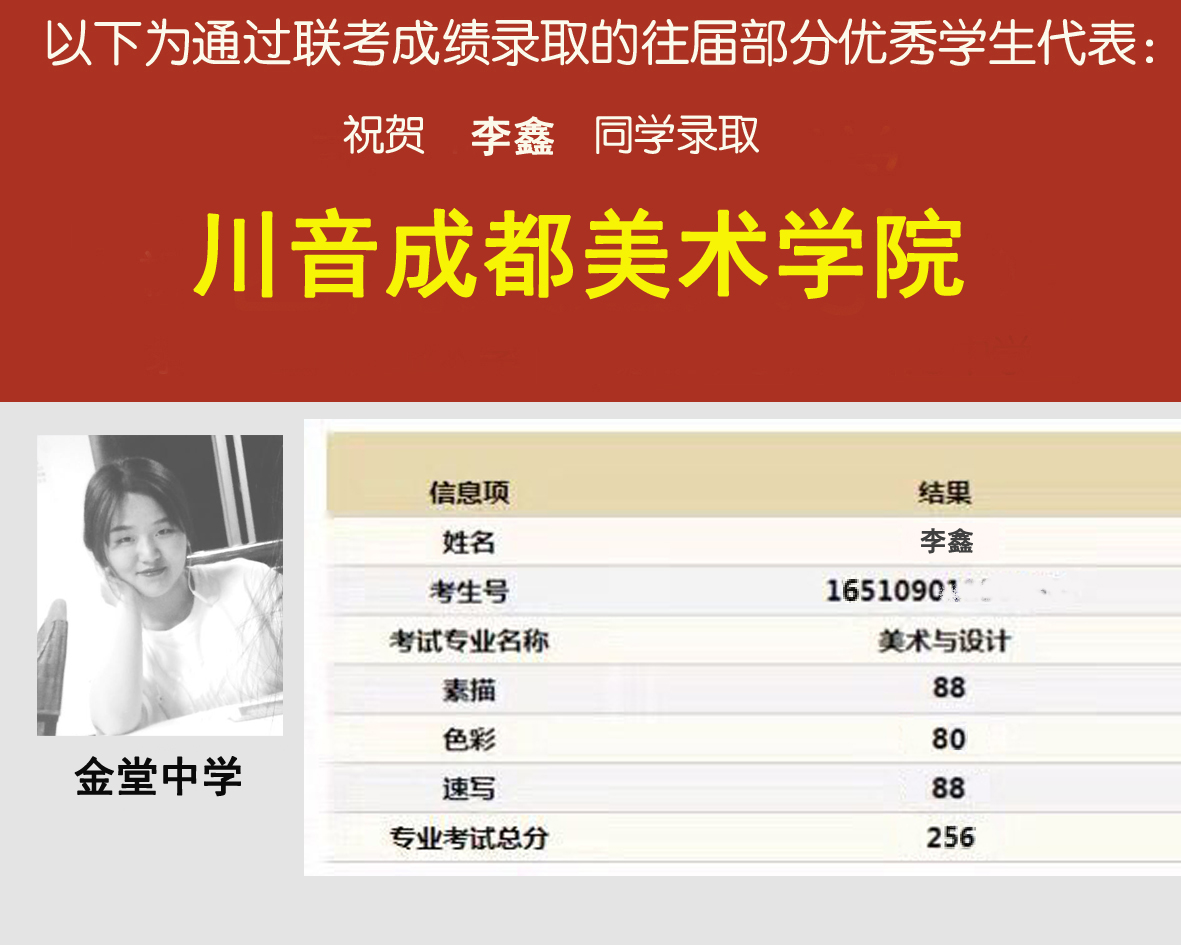 以下为通过联考成绩录取的往届部分优秀学生代表:
祝贺 李鑫 同学录取
川音成都美术学院
信息项 结果
姓名 李鑫
考生号 16510901
考试专业名称 美术与设计
素描 88
色彩 80
速写 88
专业考试总分 256
金堂中学